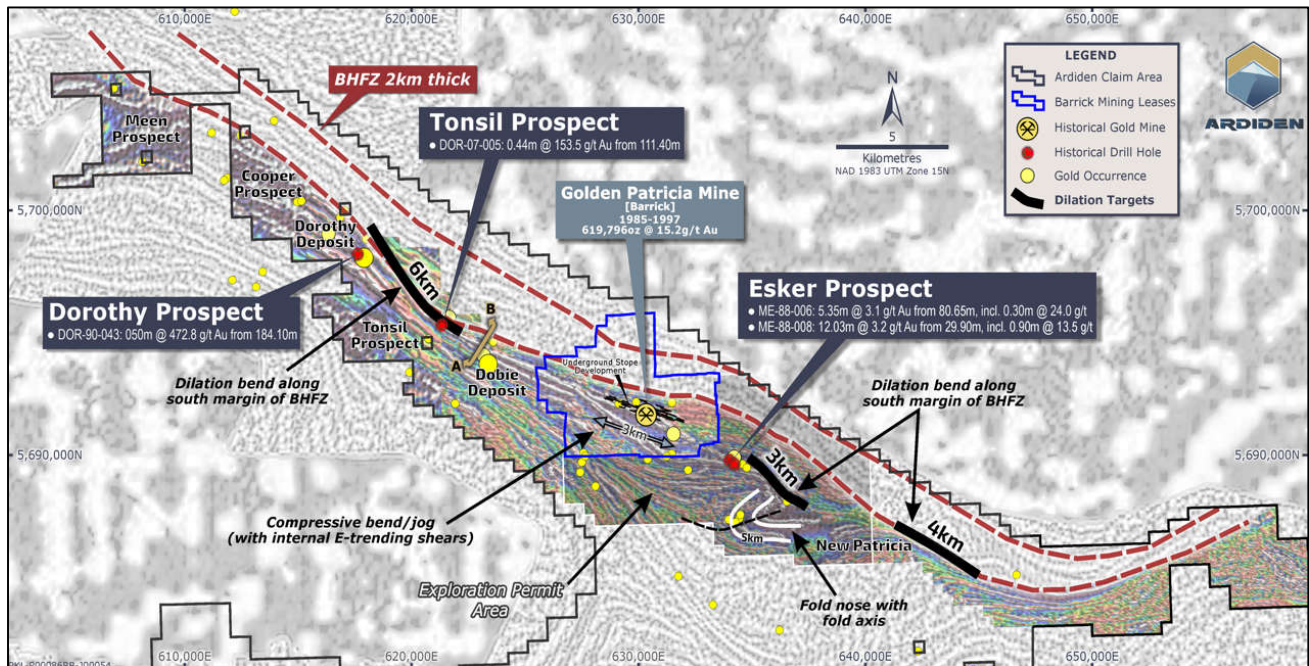 610,000E
620,000E
630,000E
640,000E
650,000E
BHFZ 2km thick
Meen
Prospect
Cooper
Prospect
Dorothy
Deposit
Tonsil Prospect
• DOR-07-005: 0.44m @ 153.5 g/t Au from 111.40m
N
5
Kilometres
NAD 1983 UTM Zone 15N
LEGEND
Ardiden Claim Area
Barrick Mining Leases
Historical Gold Mine
Historical Drill Hole
Gold Occurrence
Dilation Targets
ARDIDEN
5,700,000N
5,700,000N
Golden Patricia Mine
[Barrick]
1985-1997
619,796oz @ 15.2g/t Au
6km
Dorothy Prospect
• DOR-90-043: 050m @ 472.8 g/t Au from 184.10m
Esker Prospect
• ME-88-006: 5.35m @ 3.1 g/t Au from 80.65m, incl. 0.30m @ 24.0 g/t
• ME-88-008: 12.03m @ 3.2 g/t Au from 29.90m, incl. 0.90m @ 13.5 g/t
B
A
Tonsil
Prospect
Dobie
Deposit
Underground Stope
Development
3km
Dilation bend along
south margin of BHFZ
Dilation bend along
south margin of BHFZ
5,690,000N
5,690,000N
3km
Compressive bend/jog
(with internal E-trending shears)
5km
New Patricia
4km
Exploration Permit
Area
Fold nose with
fold axis
610,000E
620,000E
630,000E
640,000E
650,000E